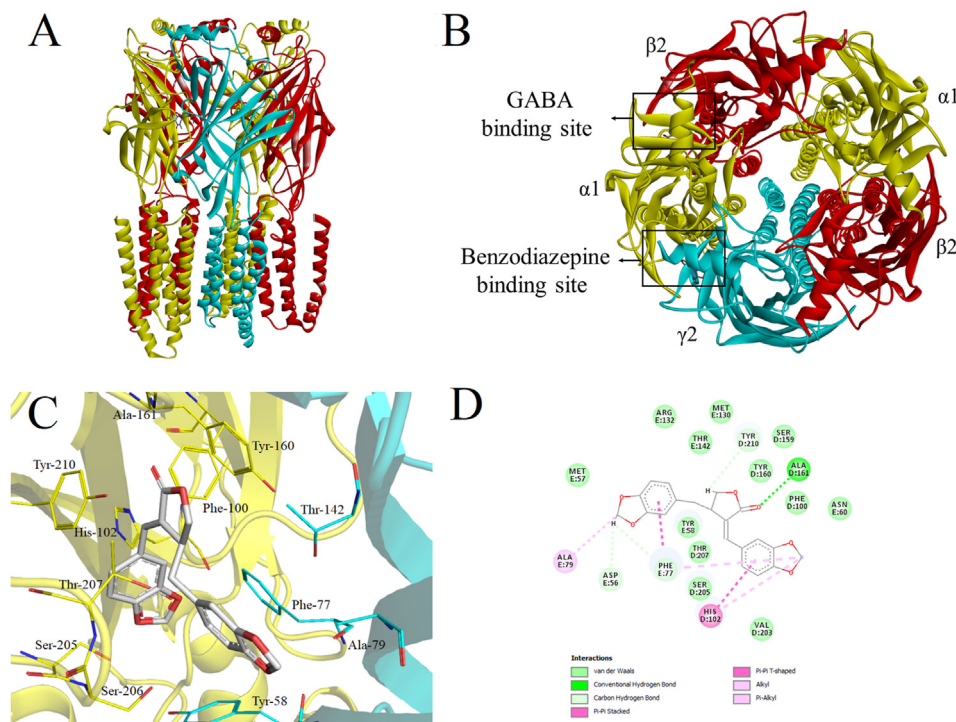 A
B
β2
α1
GABA
binding site
α1
β2
Benzodiazepine
binding site
γ2
C
Ala-161
Tyr-160
Tyr-210
Phe-100
Thr-142
His-102
Thr-207
Phe-77
Ser-205
Ala-79
Ser-206
Tyr-58
D
MET
E:130
ARG
E:132
THR
E:142
TYR
D:210
SER
D:159
MET
E:57
TYR
D:160
ALA
D:161
PHE
D:100
ASN
E:60
H
O
O
O
O
H
TYR
E:58
THR
D:207
ALA
E:79
ASP
E:56
PHE
E:77
SER
D:205
HIS
D:102
VAL
D:203
O
O
Interactions
van der Waals
Conventional Hydrogen Bond
Carbon Hydrogen Bond
Pi-Pi Stacked
Pi-Pi T-shaped
Alkyl
Pi-Alkyl